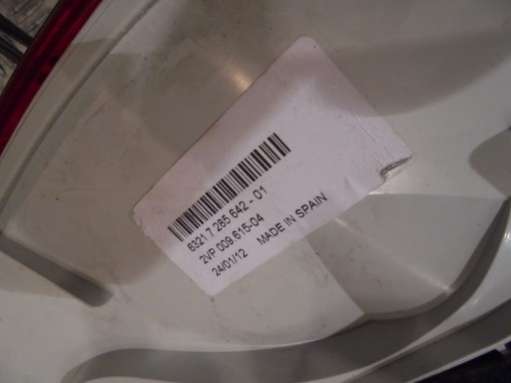 6321 7 285 642 - 01
2VP 009 615-04
24/01/12 MADE IN SPAIN